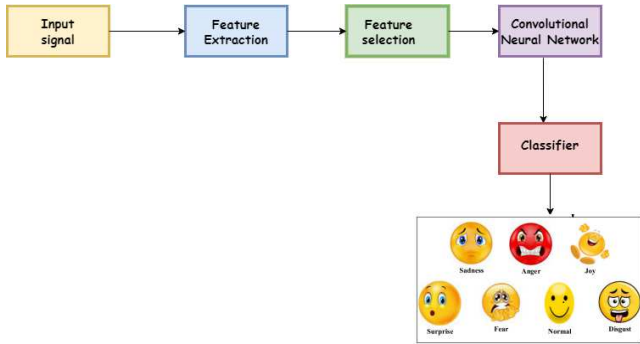 Input
signal
Feature
Extraction
Feature
selection
Convolutional
Neural Network
Classifier
Sadness
Anger
Joy
Surprise
Fear
Normal
Disgust